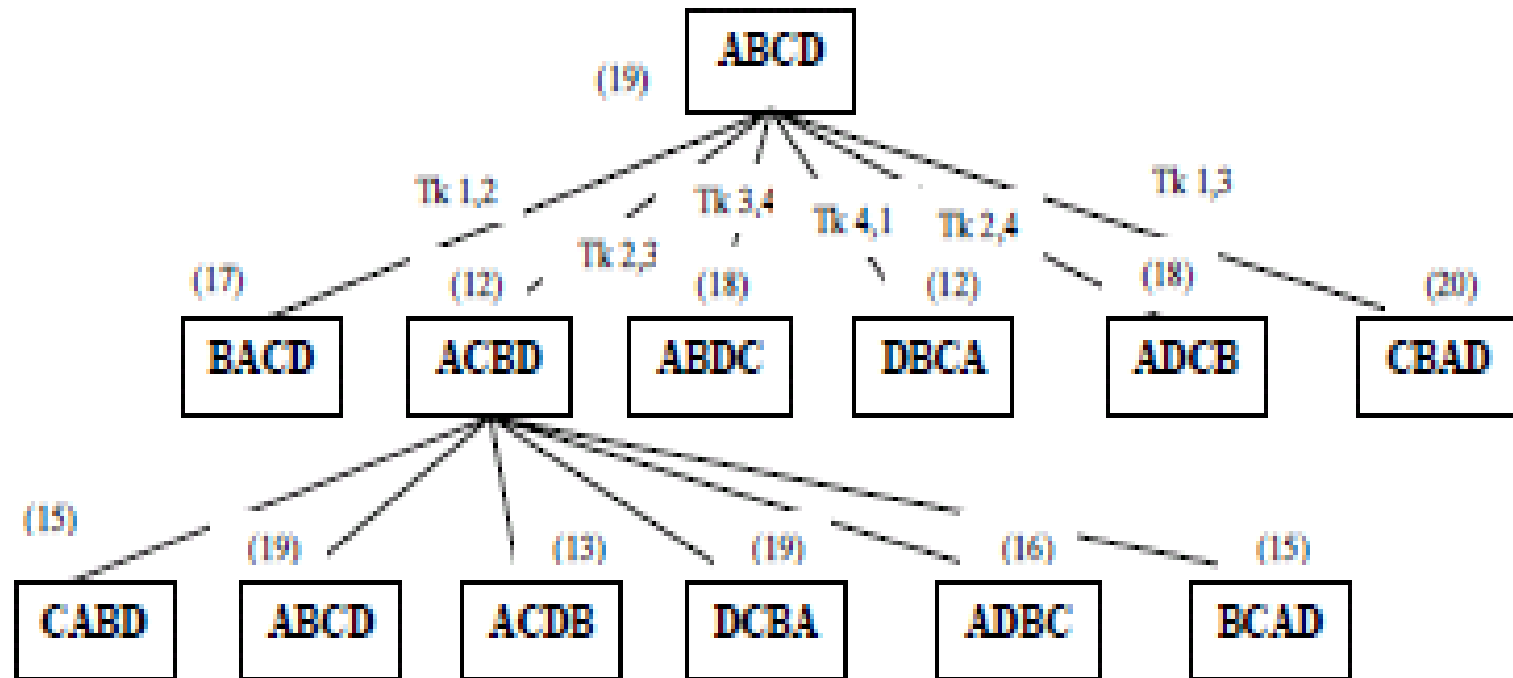 ABCD
(19)
Tk 1,2
Tk 2,3
Tk 3,4
Tk 4,1
Tk 2,4
Tk 1,3
(17)
(12)
(18)
(12)
(18)
(20)
BACD
ACBD
ABDC
DBCA
ADCB
CBAD
(15)
(19)
(13)
(19)
(16)
(15)
CABD
ABCD
ACDB
DCBA
ADBC
BCAD